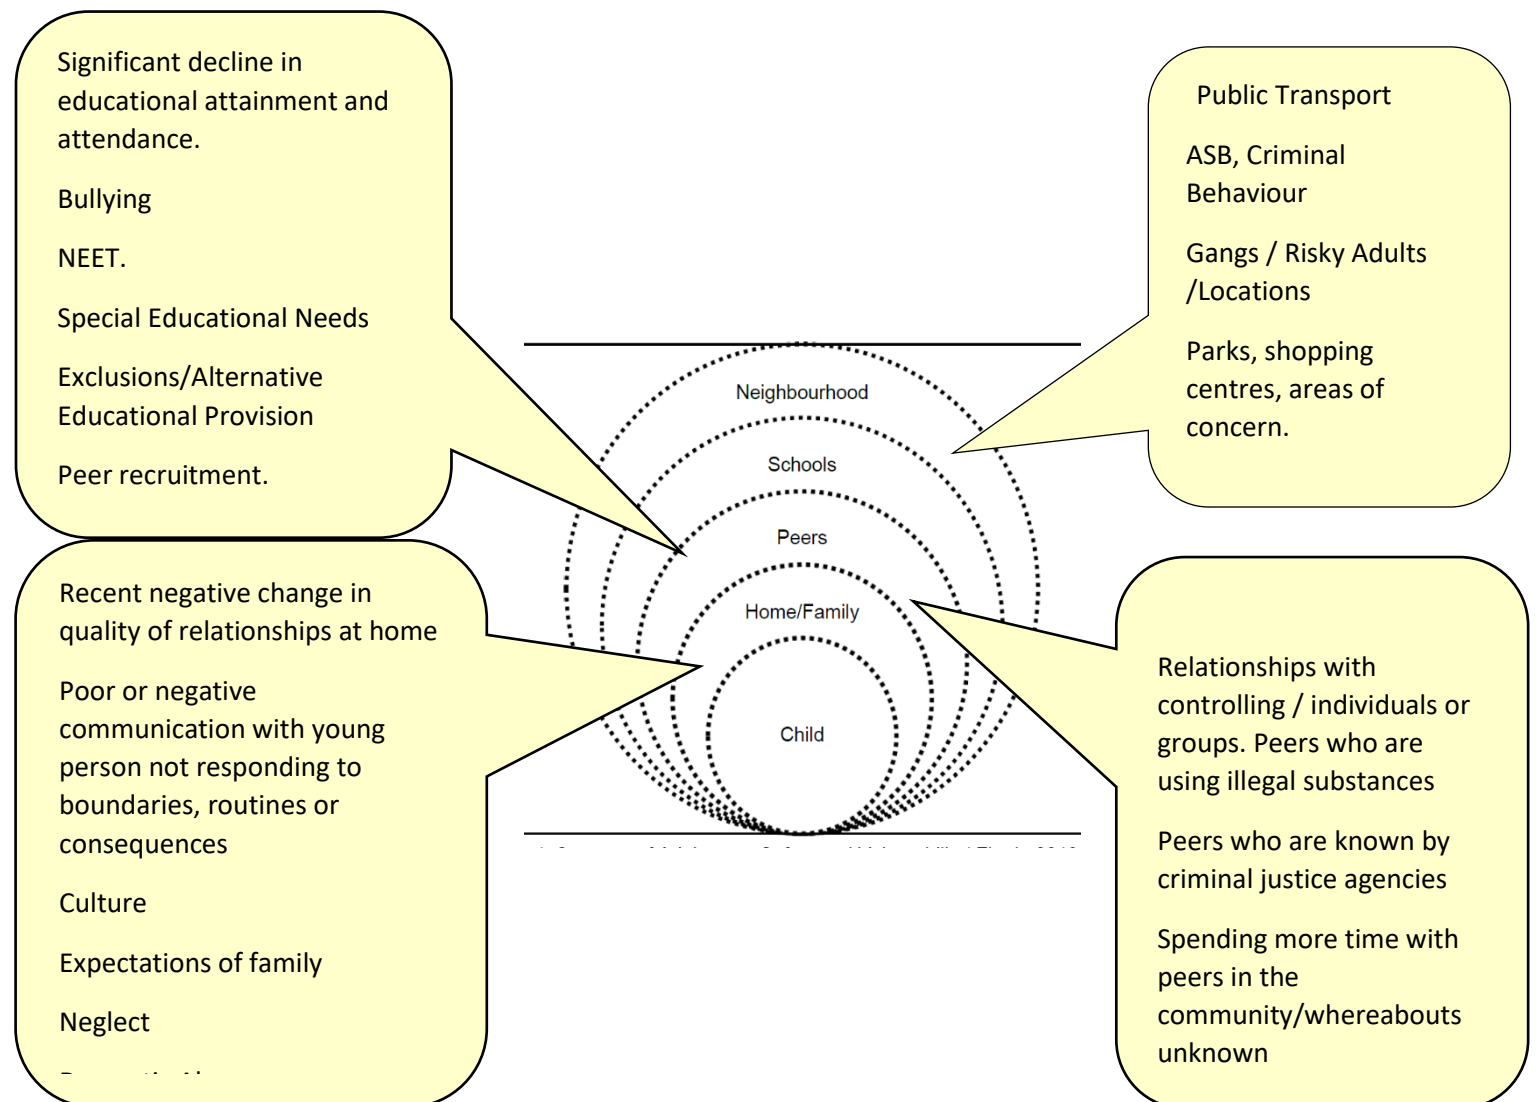 Significant decline in
educational attainment and
attendance.
Bullying
NEET.
Special Educational Needs
Exclusions/Alternative
Educational Provision
Peer recruitment.
Public Transport
ASB, Criminal
Behaviour
Gangs / Risky Adults
/Locations
Parks, shopping
centres, areas of
concern.
Neighbourhood
Schools
Peers
Home/Family
Child
Recent negative change in
quality of relationships at home
Poor or negative
communication with young
person not responding to
boundaries, routines or
consequences
Culture
Expectations of family
Neglect
Relationships with
controlling / individuals or
groups. Peers who are
using illegal substances
Peers who are known by
criminal justice agencies
Spending more time with
peers in the
community/whereabouts
unknown